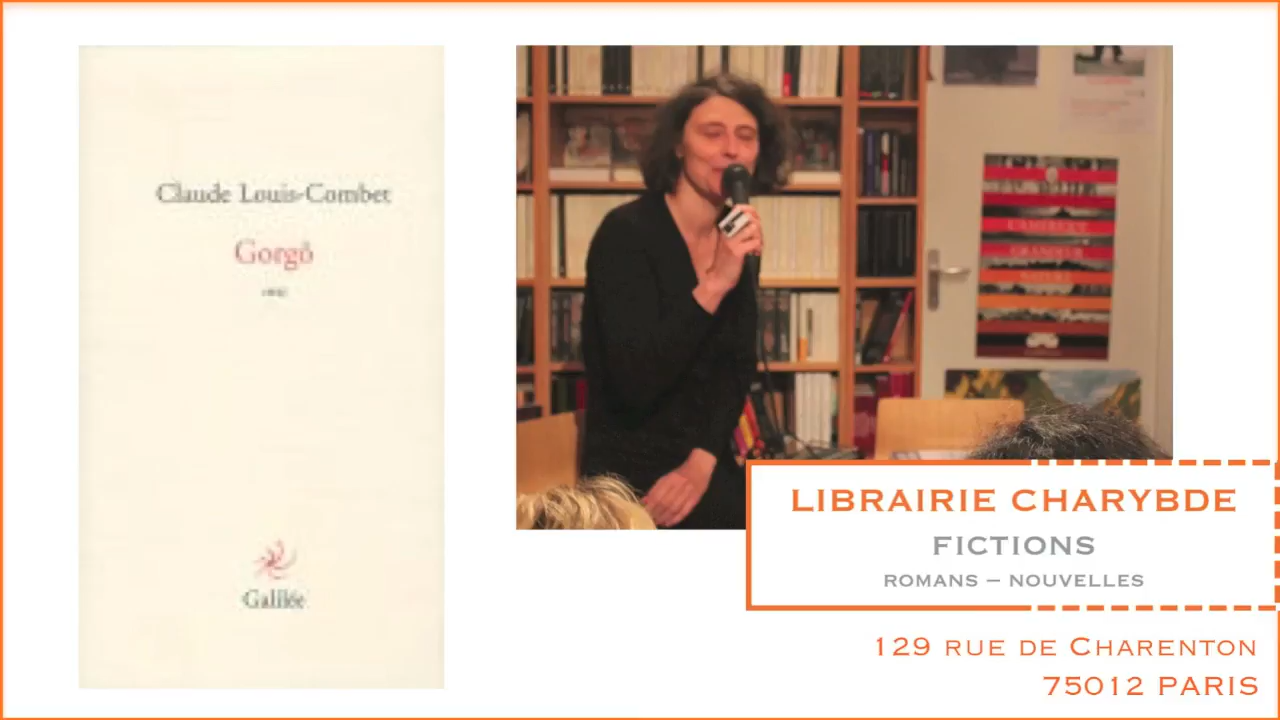 Claude Louis-Combet
Gorgô
Galilée
LIBRAIRIE CHARYBDE
FICTIONS
ROMANS – NOUVELLES
129 RUE DE CHARENTON
75012 PARIS